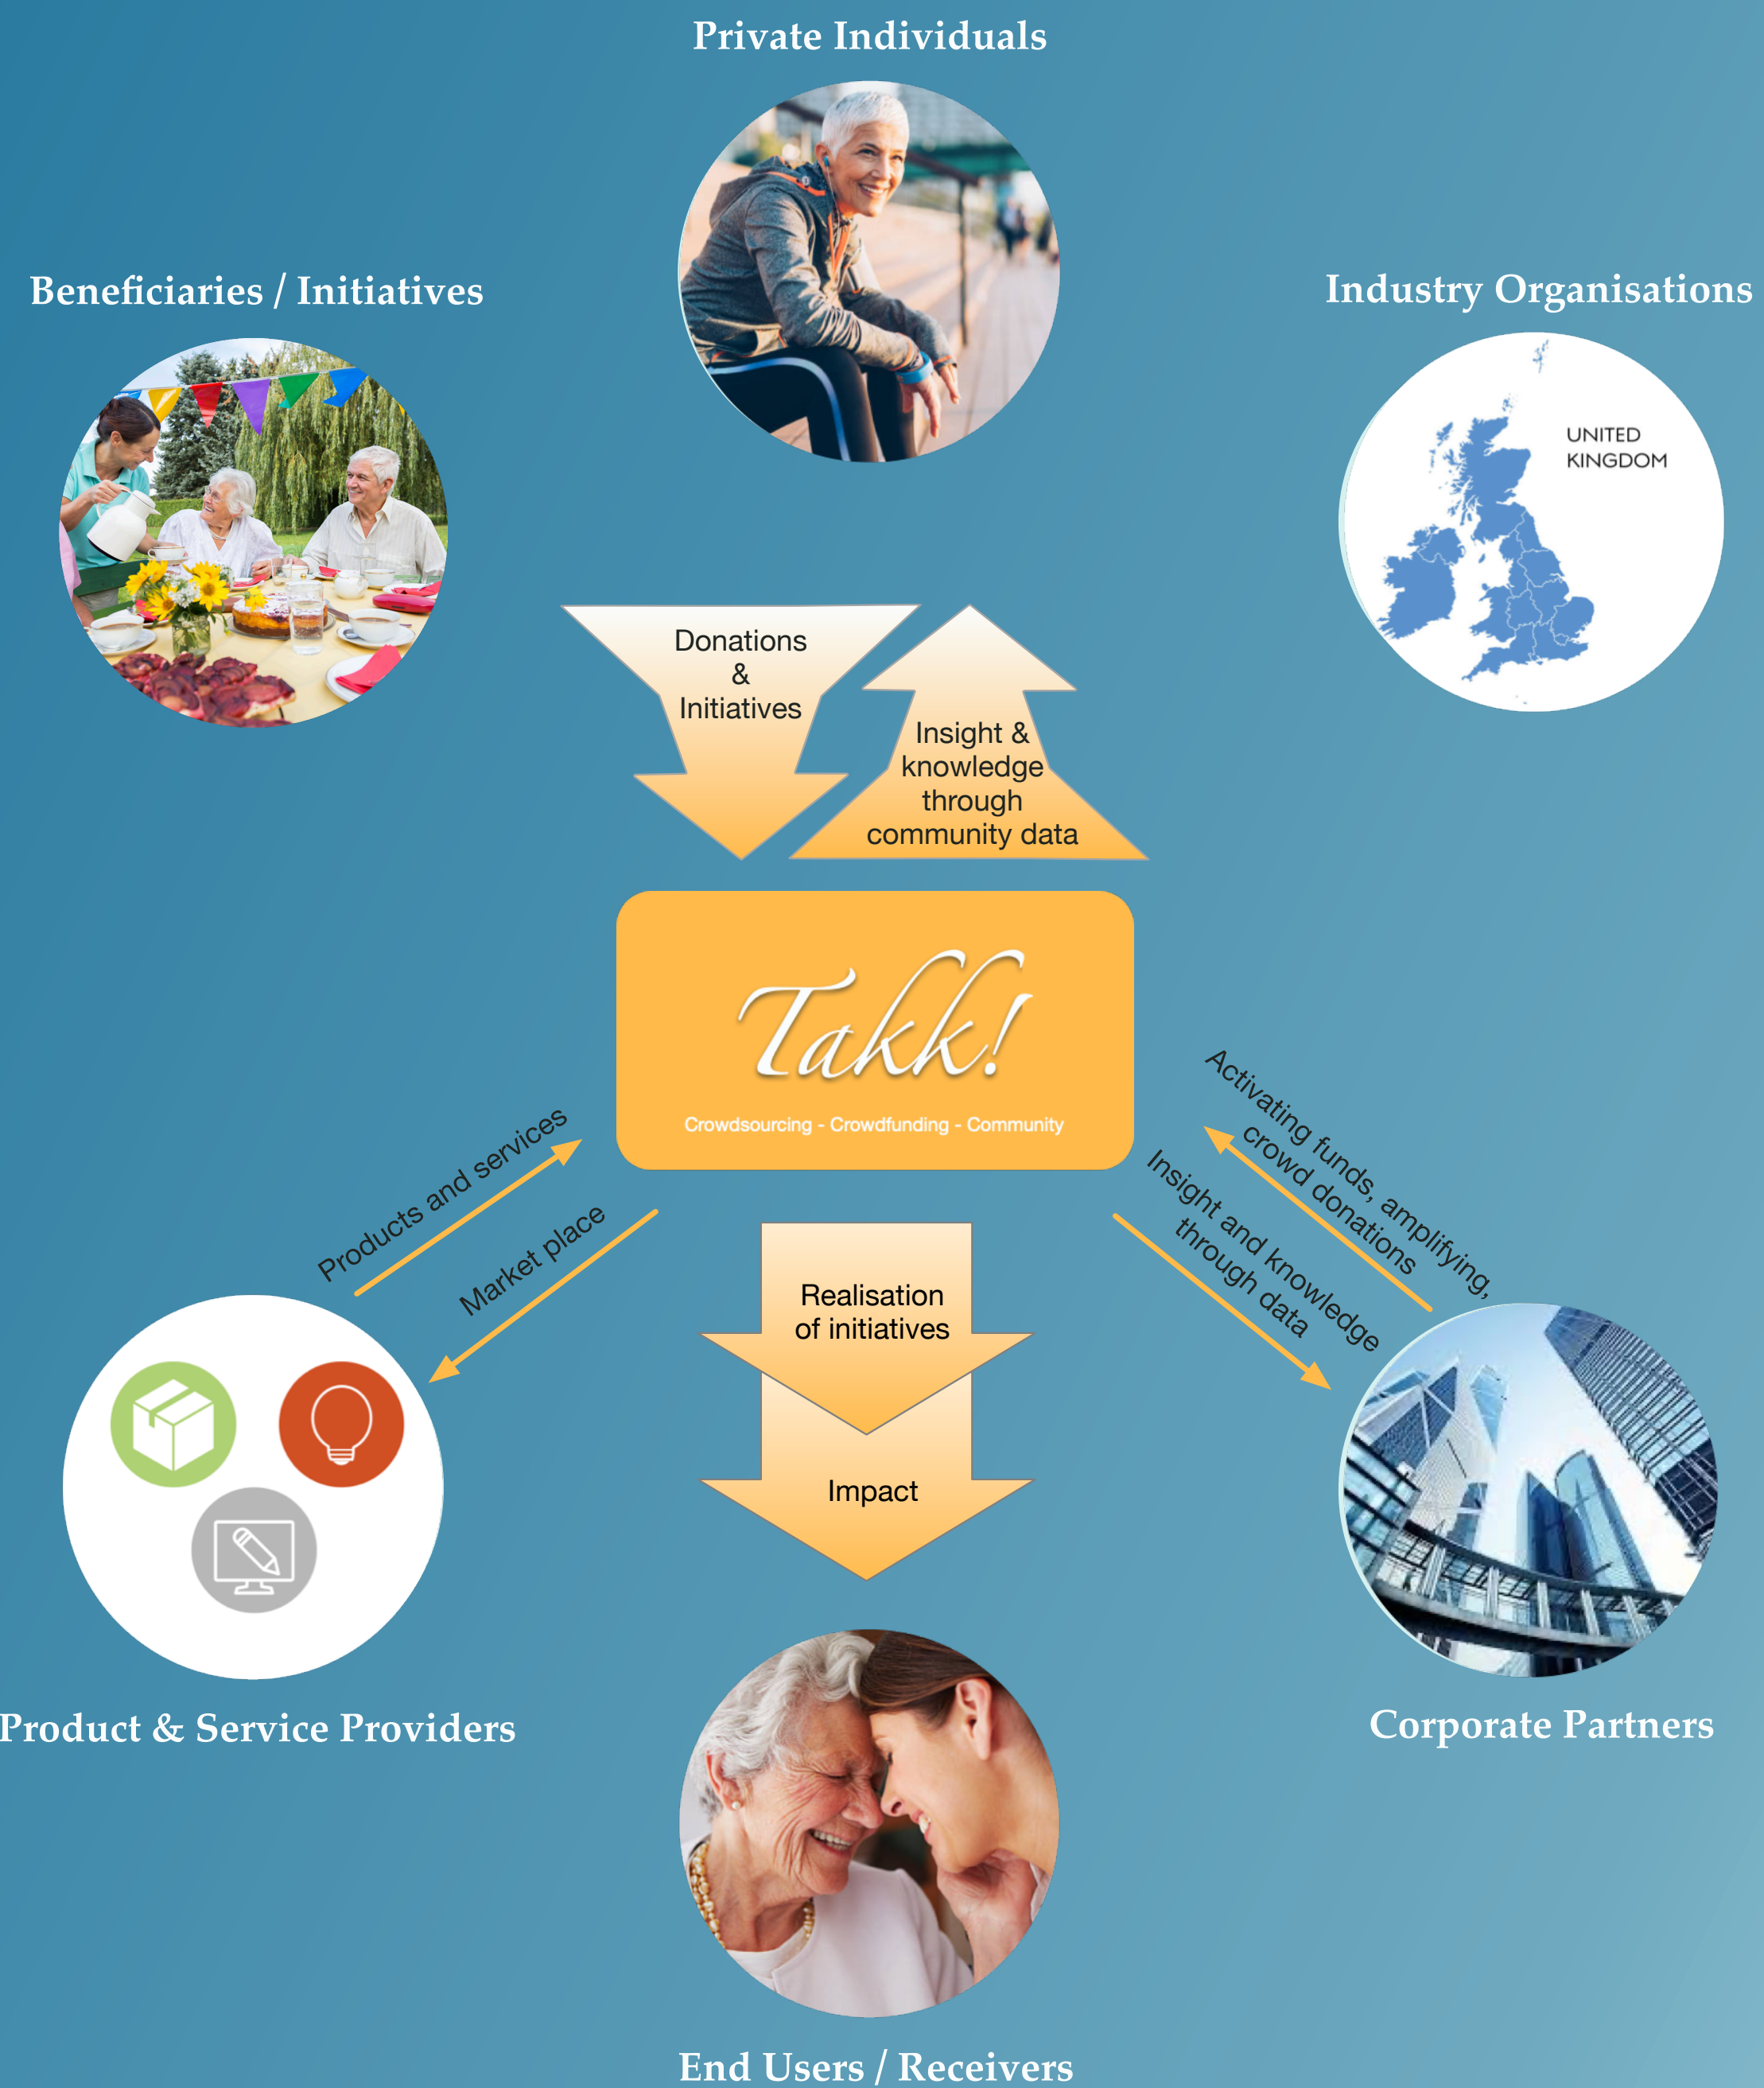 Private Individuals
Beneficiaries / Initiatives
Industry Organisations
UNITED
KINGDOM
Donations
&
Initiatives
Insight &
knowledge
through
community data
Takk!
Crowdsourcing - Crowdfunding - Community
Products and services
Market place
Activating funds, amplifying,
crowd donations
Insight and knowledge
through data
Realisation
of initiatives
Impact
Product & Service Providers
Corporate Partners
End Users / Receivers